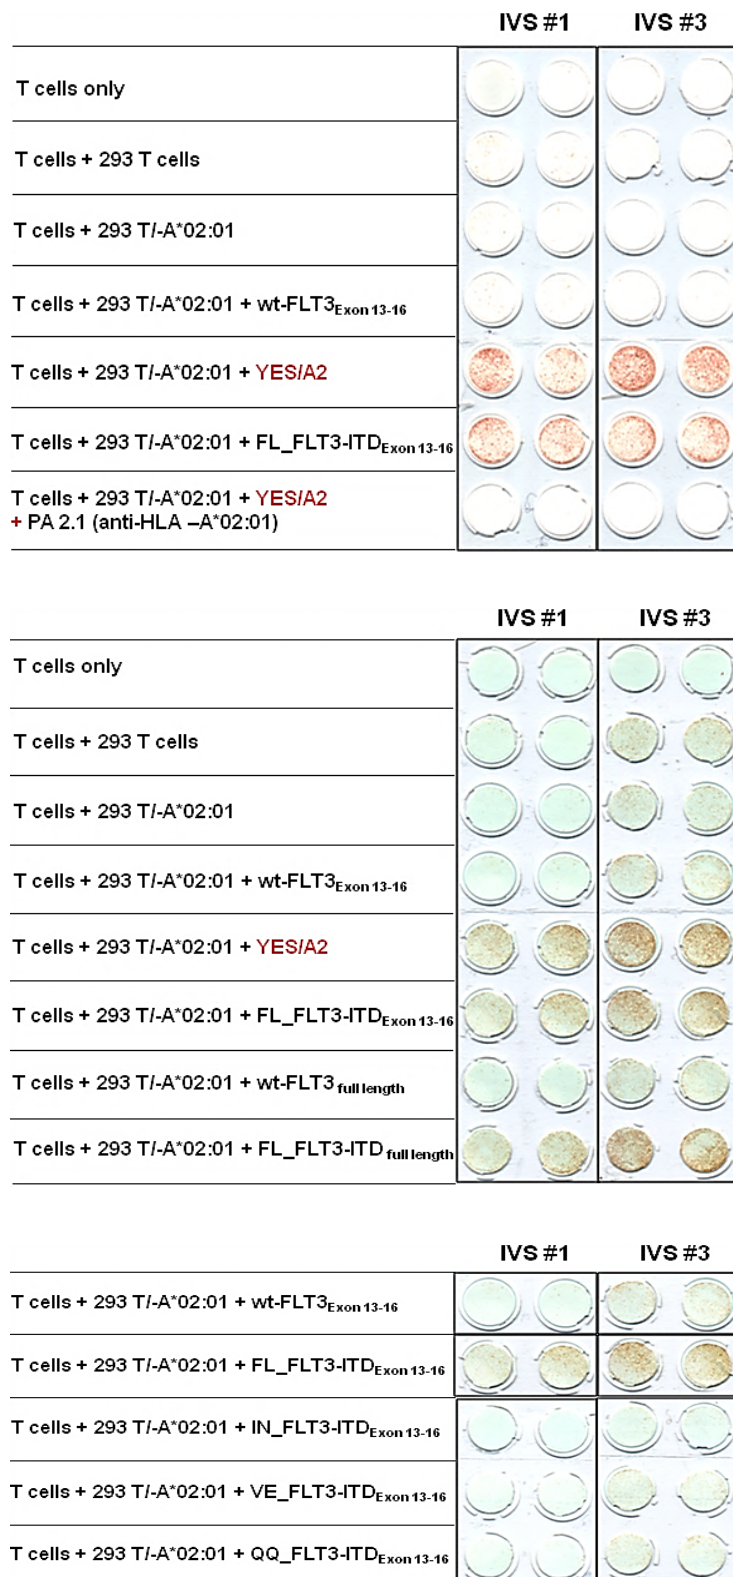 IVS #1 IVS #3
T cells only
T cells + 293 T cells
T cells + 293 T/-A*02:01
T cells + 293 T/-A*02:01 + wt-FLT3Exon 13-16
T cells + 293 T/-A*02:01 + YES/A2
T cells + 293 T/-A*02:01 + FL_FLT3-ITDExon 13-16
T cells + 293 T/-A*02:01 + YES/A2
+ PA 2.1 (anti-HLA –A*02:01)
IVS #1 IVS #3
T cells only
T cells + 293 T cells
T cells + 293 T/-A*02:01
T cells + 293 T/-A*02:01 + wt-FLT3Exon 13-16
T cells + 293 T/-A*02:01 + YES/A2
T cells + 293 T/-A*02:01 + FL_FLT3-ITDExon 13-16
T cells + 293 T/-A*02:01 + wt-FLT3 full length
T cells + 293 T/-A*02:01 + FL_FLT3-ITD full length
IVS #1 IVS #3
T cells + 293 T/-A*02:01 + wt-FLT3Exon 13-16
T cells + 293 T/-A*02:01 + FL_FLT3-ITDExon 13-16
T cells + 293 T/-A*02:01 + IN_FLT3-ITDExon 13-16
T cells + 293 T/-A*02:01 + VE_FLT3-ITDExon 13-16
T cells + 293 T/-A*02:01 + QQ_FLT3-ITDExon 13-16